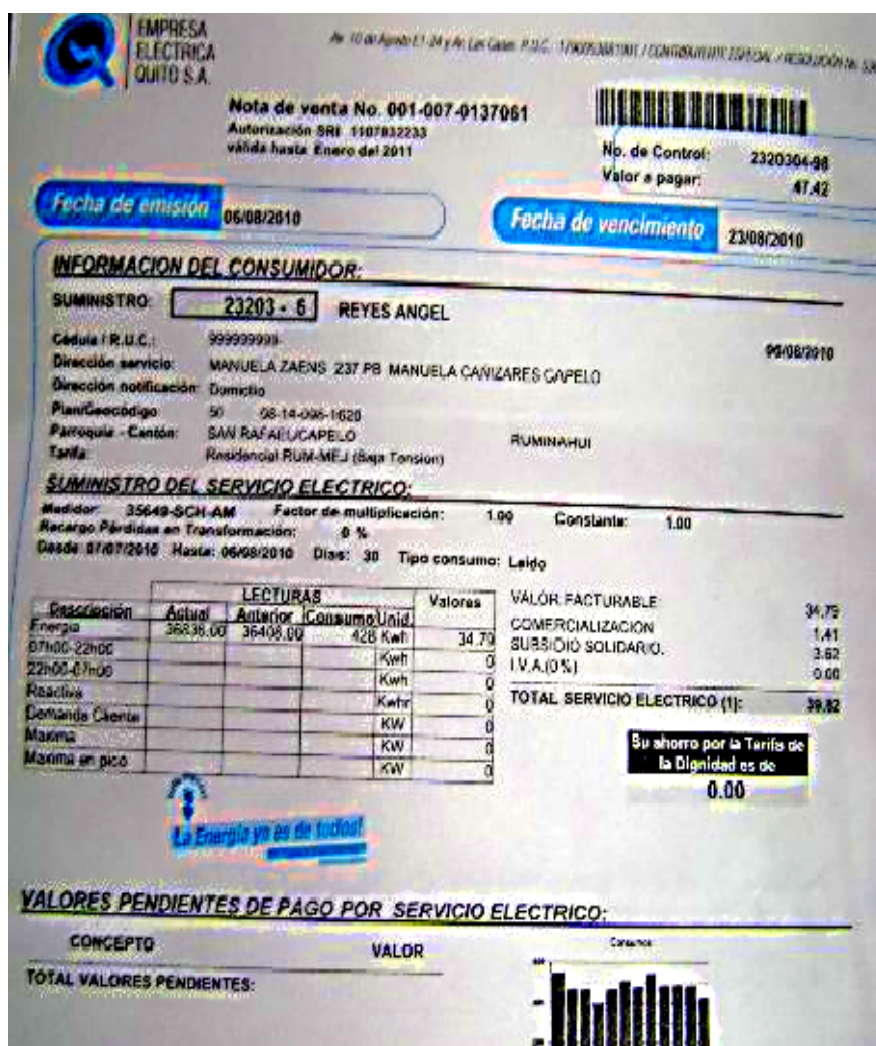 EMPRESA
ELECTRICA
QUITO S.A.
Nota de venta No. 001-007-0137061
Autorización SRI 1107832233
válida hasta Enero del 2011
No. de Control: 2320304-98
Valor a pagar: 47.42
Fecha de emisión 06/08/2010
Fecha de vencimiento 23/08/2010
INFORMACION DEL CONSUMIDOR:
SUMINISTRO 23203 - 6 REYES ANGEL
Cédula / R.U.C.: 999999999-
Dirección servicio: MANUELA ZAENS 237 PB MANUELA CAÑIZARES CAPELO
Dirección notificación: Domicilio
Plan/Geocódigo 50
Parroquia - Cantón: SAN RAFAEL/CAPELO RUMINAHUI
Tarifa: Residencial RUM-MEJ (Baja Tension)
SUMINISTRO DEL SERVICIO ELECTRICO:
Medidor: 35649-SCH-AM Factor de multiplicación: 1.00 Constante: 1.00
Recargo Pérdidas en Transformación: 0 %
Desde 07/07/2010 Hasta: 06/08/2010 Dias: 30 Tipo consumo: Leido
LECTURAS
Descripción Actual Anterior Consumo Unid. Valores
Energia 36836.00 36408.00 428 Kwh 34.79
07h00-22h00 Kwh 0
22h00-07h00 Kwh 0
Reactiva Kwhr 0
Demanda Cliente KW 0
Maxima KW 0
Maxima en pico KW 0
VALOR FACTURABLE 34.79
COMERCIALIZACION 1.41
SUBSIDIO SOLIDARIO. 3.62
I.V.A.(0%) 0.00
TOTAL SERVICIO ELECTRICO (1): 39.82
Su ahorro por la Tarifa de
la Dignidad es de
0.00
La Energía ya es de todos!
VALORES PENDIENTES DE PAGO POR SERVICIO ELECTRICO:
CONCEPTO VALOR
TOTAL VALORES PENDIENTES:
Consumos